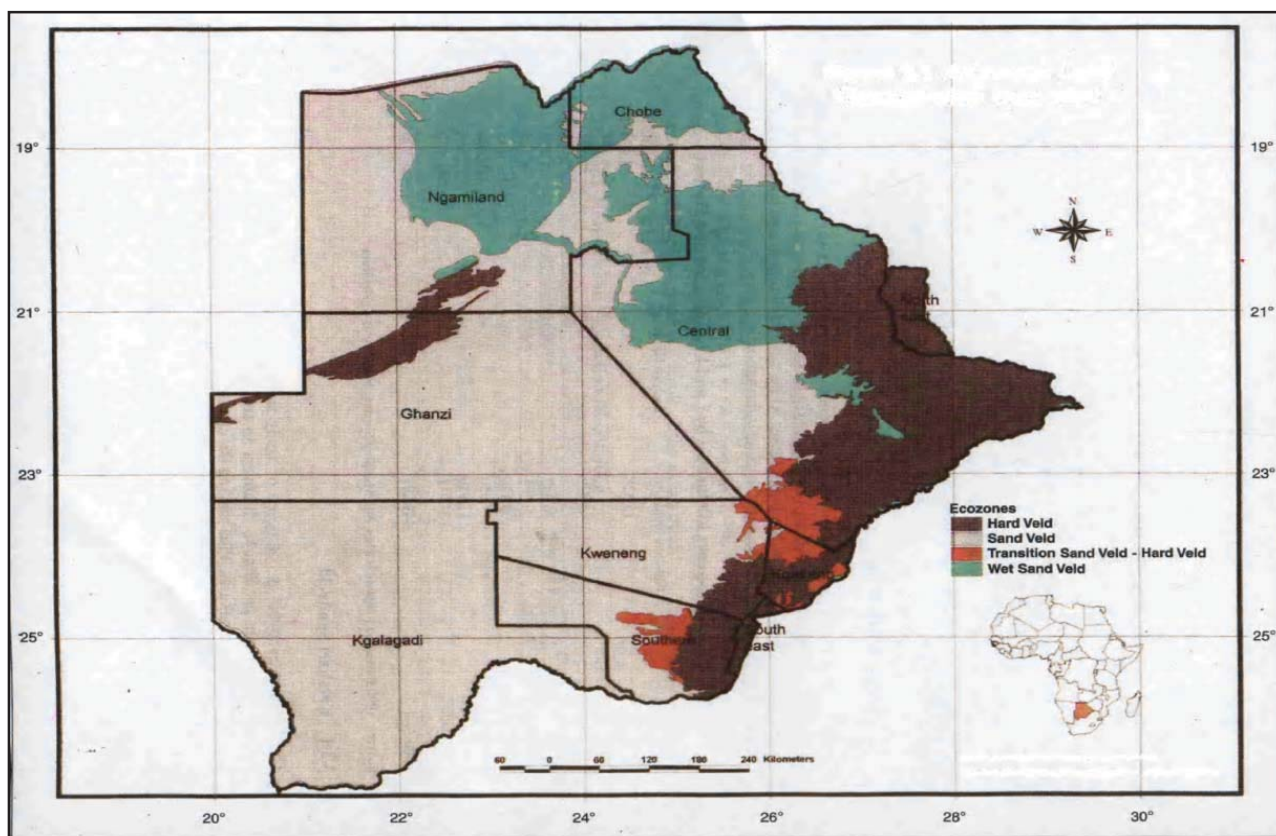 Chobe
19°
19°
Ngamiland
N
W
E
S
21°
21°
North
Central
Ghanzi
23°
23°
Ecozones
Hard Veld
Sand Veld
Transition Sand Veld - Hard Veld
Wet Sand Veld
Kweneng
25°
25°
Kgalagadi
Southern
South
East
60 0 60 120 180 240 Kilometers
20° 22° 24° 26° 28° 30°